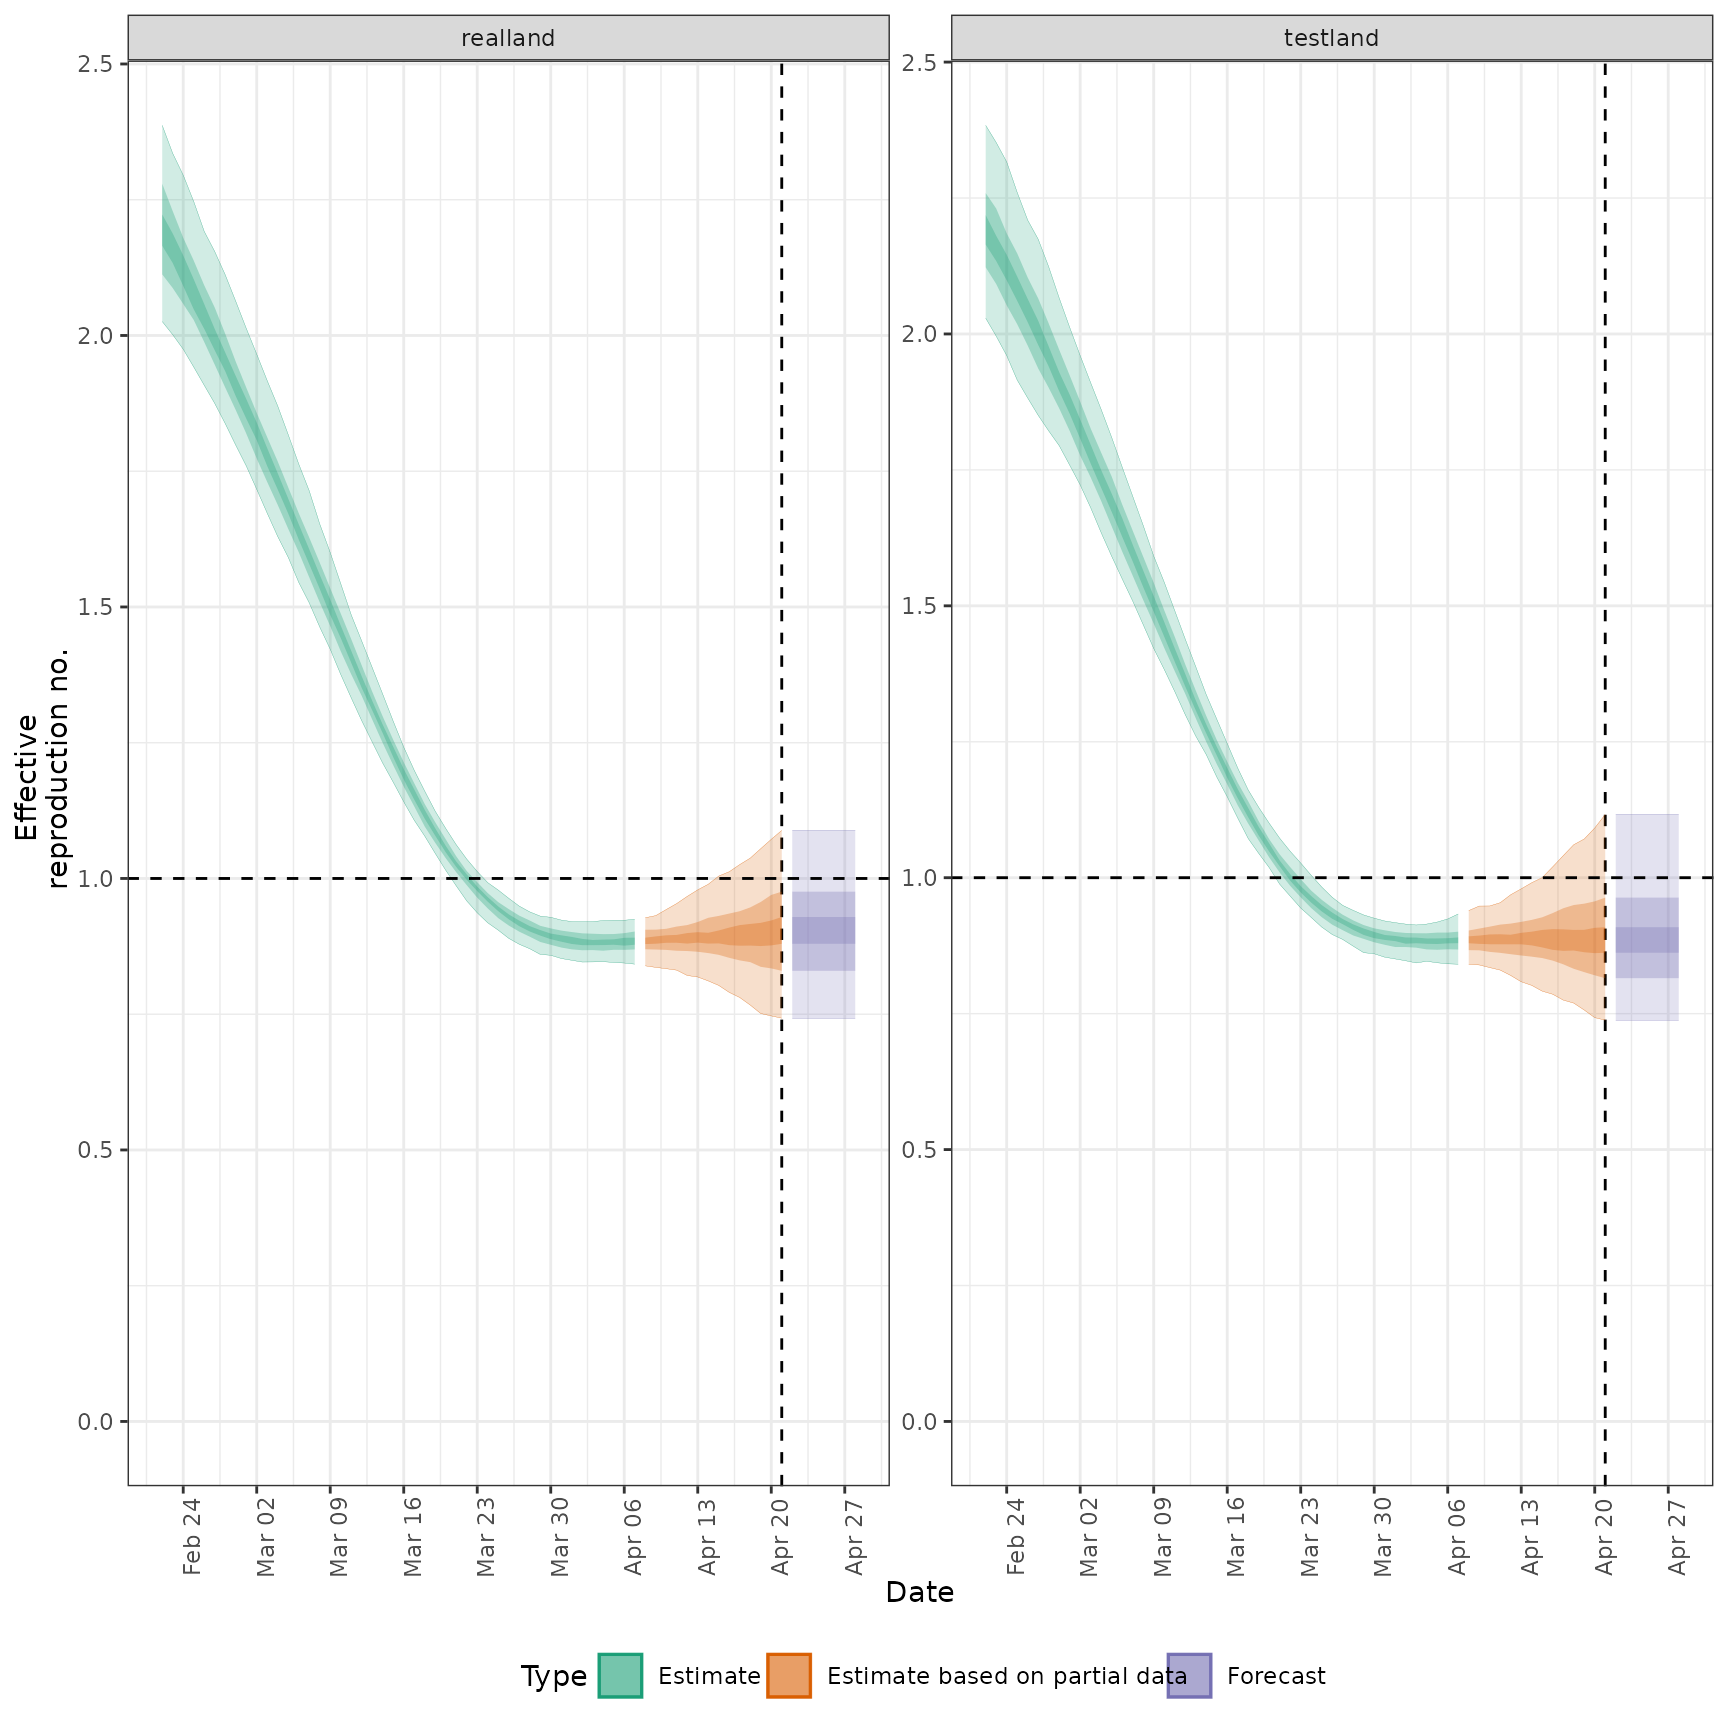 realland
testland
2.5
2.0
1.5
1.0
0.5
0.0
2.5
2.0
1.5
1.0
0.5
0.0
Effective
reproduction no.
Feb 24
Mar 02
Mar 09
Mar 16
Mar 23
Mar 30
Apr 06
Apr 13
Apr 20
Apr 27
Feb 24
Mar 02
Mar 09
Mar 16
Mar 23
Mar 30
Apr 06
Apr 13
Apr 20
Apr 27
Date
Type Estimate Estimate based on partial data Forecast